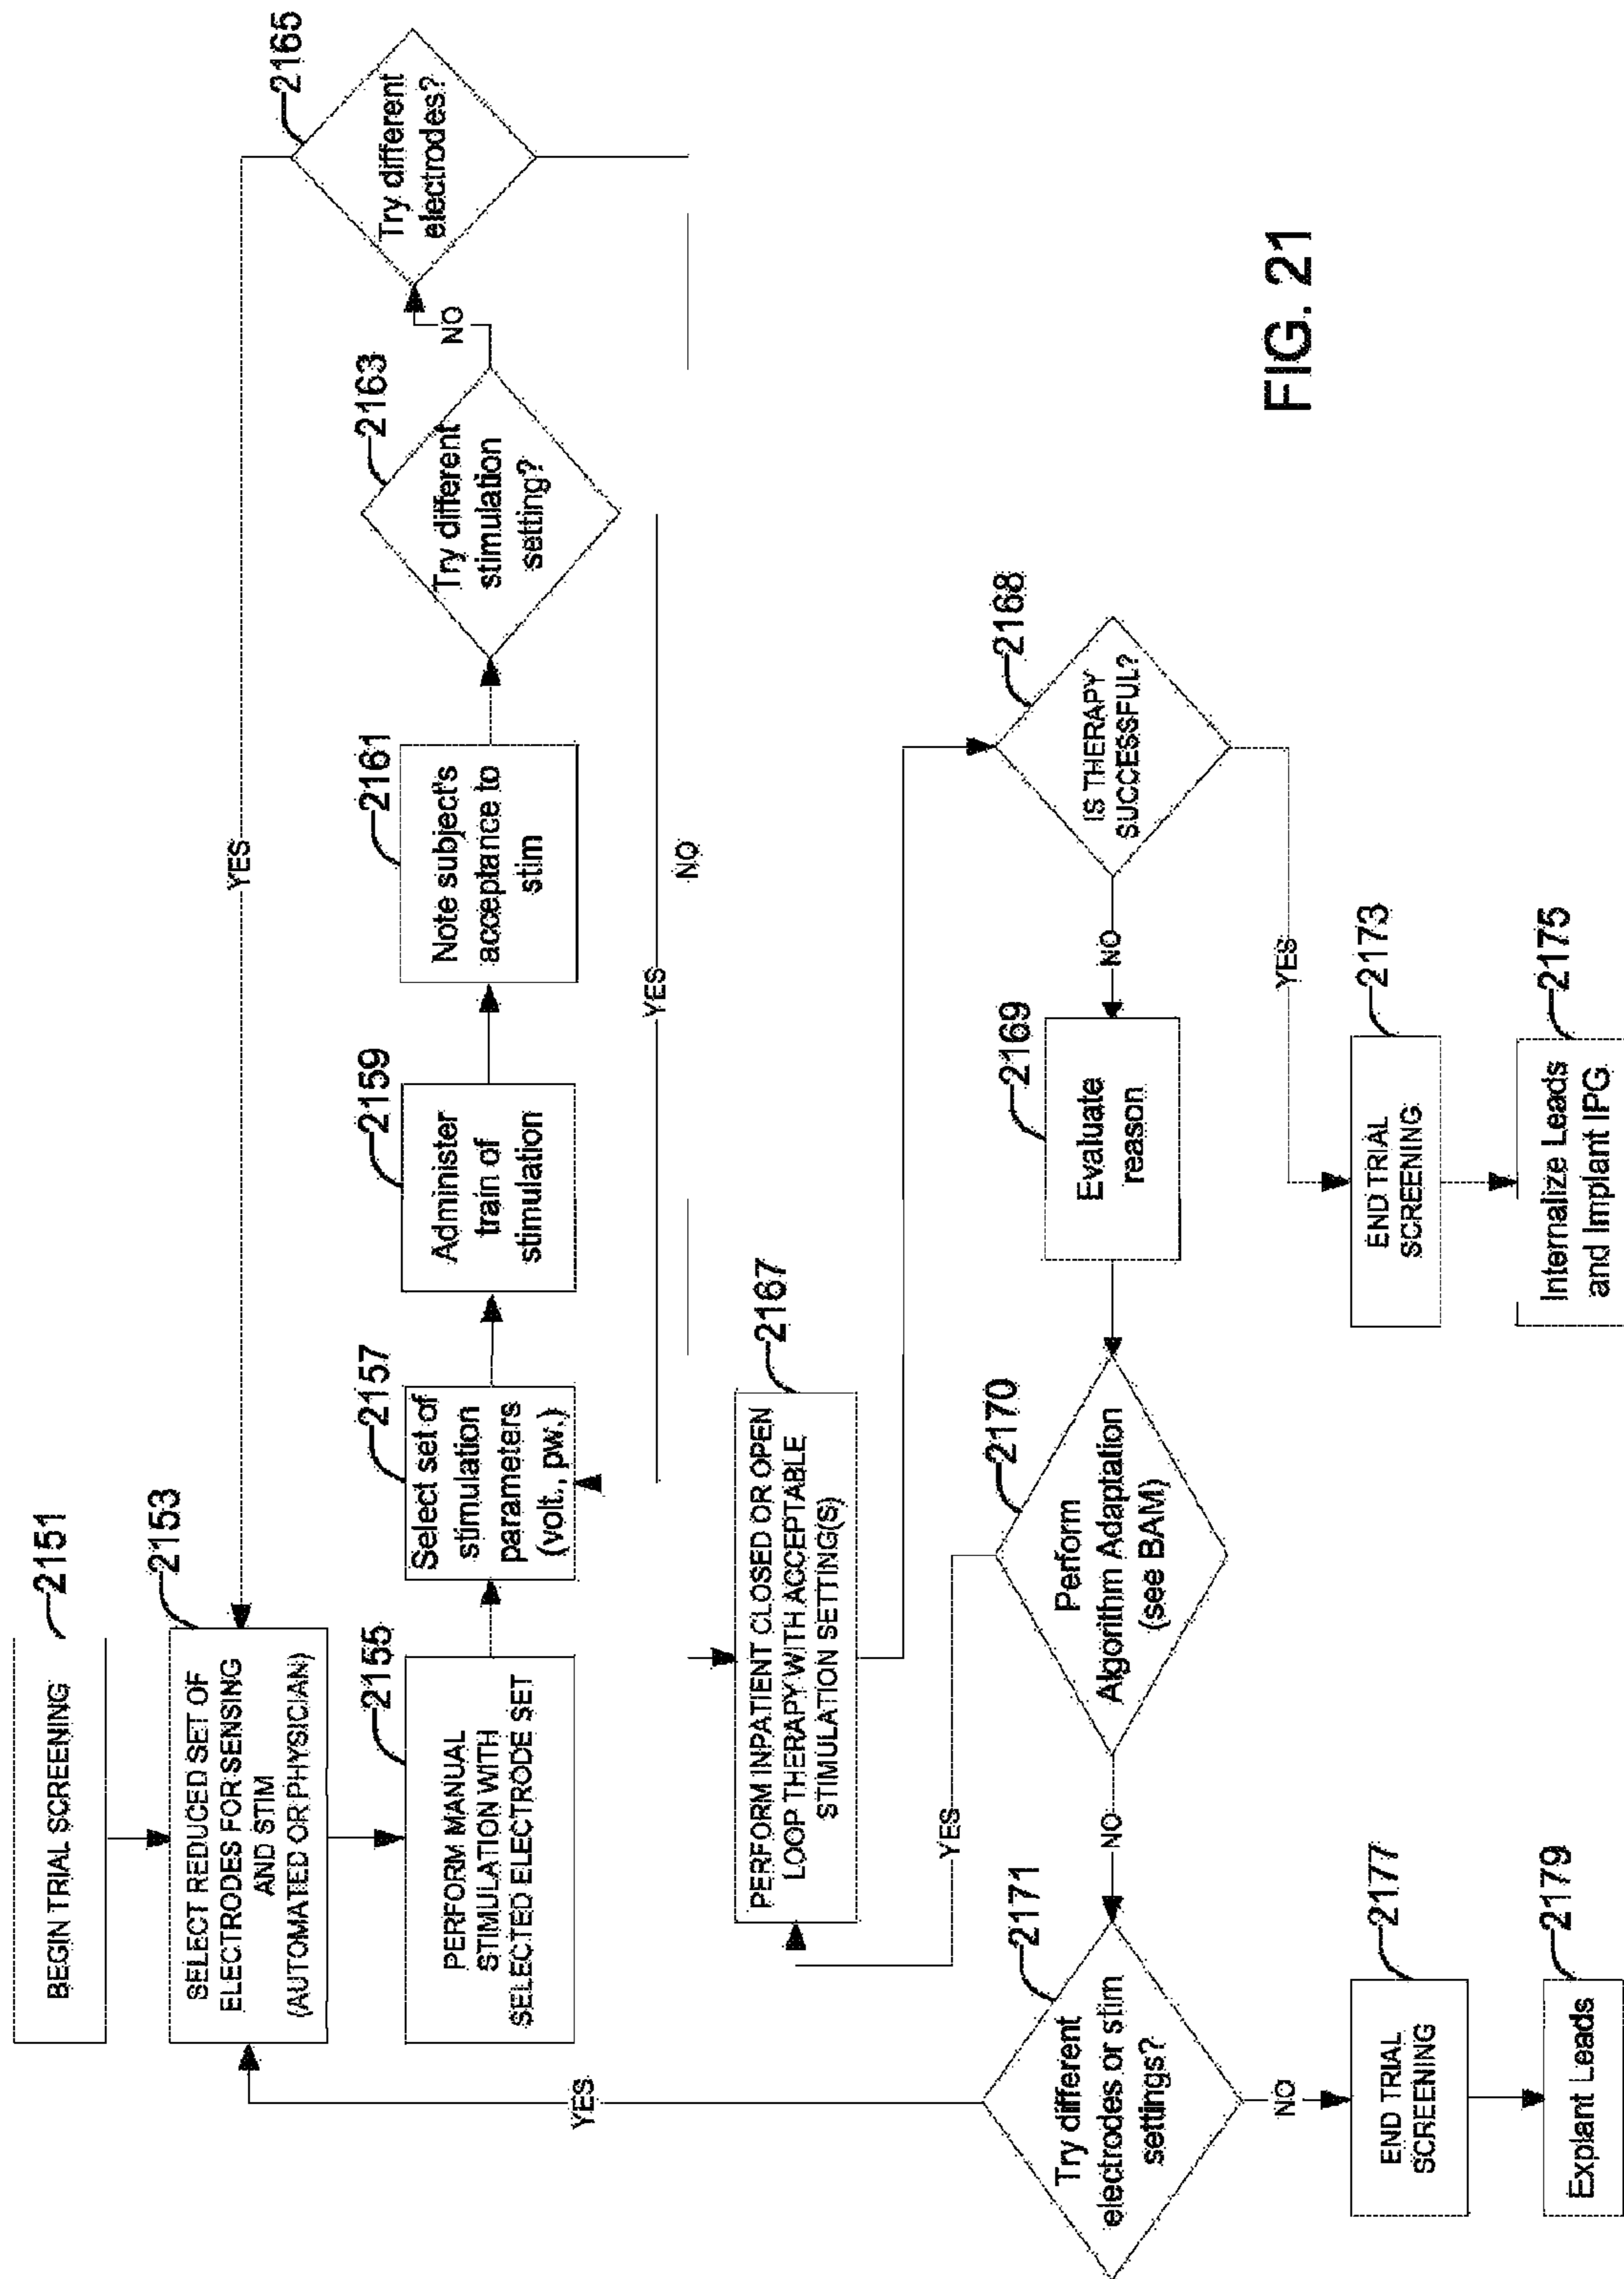 BEGIN TRIAL SCREENING
2151
SELECT REDUCED SET OF
ELECTRODES FOR SENSING
AND STIM
(AUTOMATED OR PHYSICIAN)
2153
PERFORM MANUAL
STIMULATION WITH
SELECTED ELECTRODE SET
2155
Select set of
stimulation
parameters
(volt., pw.)
2157
Administer
train of
stimulation
2159
Note subject's
acceptance to
stim
2161
Try different
stimulation
setting?
2163
NO
Try different
electrodes?
2165
YES
YES
NO
PERFORM INPATIENT CLOSED OR OPEN
LOOP THERAPY WITH ACCEPTABLE
STIMULATION SETTING(S)
2167
IS THERAPY
SUCCESSFUL?
2168
NO
Evaluate
reason
2169
Perform
Algorithm Adaptation
(see BAM)
2170
YES
NO
Try different
electrodes or stim
settings?
2171
YES
NO
YES
END TRIAL
SCREENING
2173
Internalize Leads
and Implant IPG
2175
END TRIAL
SCREENING
2177
Explant Leads
2179
FIG. 21